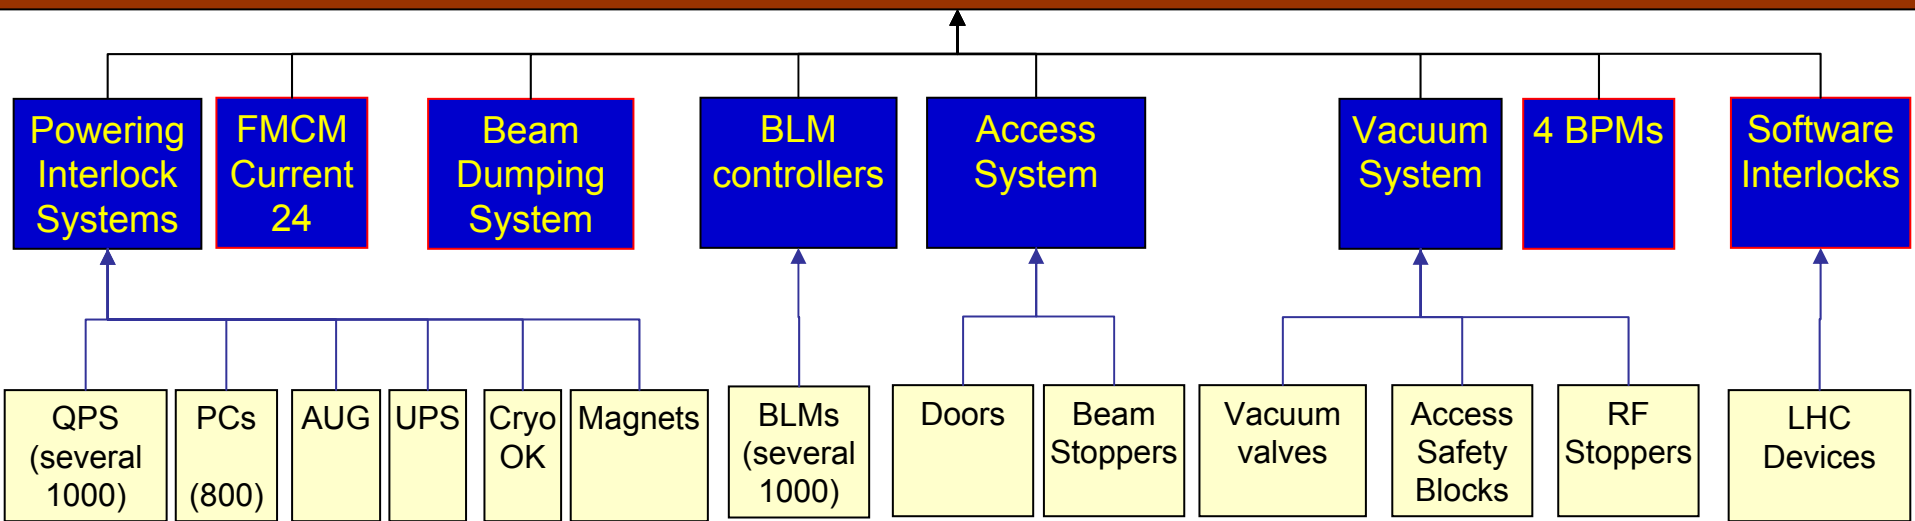 Powering
Interlock
Systems
FMCM
Current
24
Beam
Dumping
System
BLM
controllers
Access
System
Vacuum
System
4 BPMs
Software
Interlocks
QPS
(several
1000)
PCs
(800)
AUG
UPS
Cryo
OK
Magnets
BLMs
(several
1000)
Doors
Beam
Stoppers
Vacuum
valves
Access
Safety
Blocks
RF
Stoppers
LHC
Devices